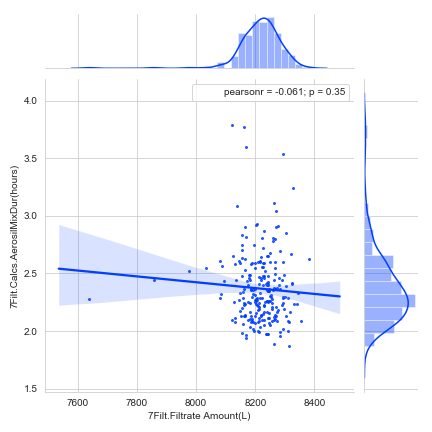 pearsonr = -0.061; p = 0.35
4.0
3.5
3.0
2.5
2.0
1.5
7Filt.Calcs.AerosilMixDur(hours)
7600 7800 8000 8200 8400
7Filt.Filtrate Amount(L)